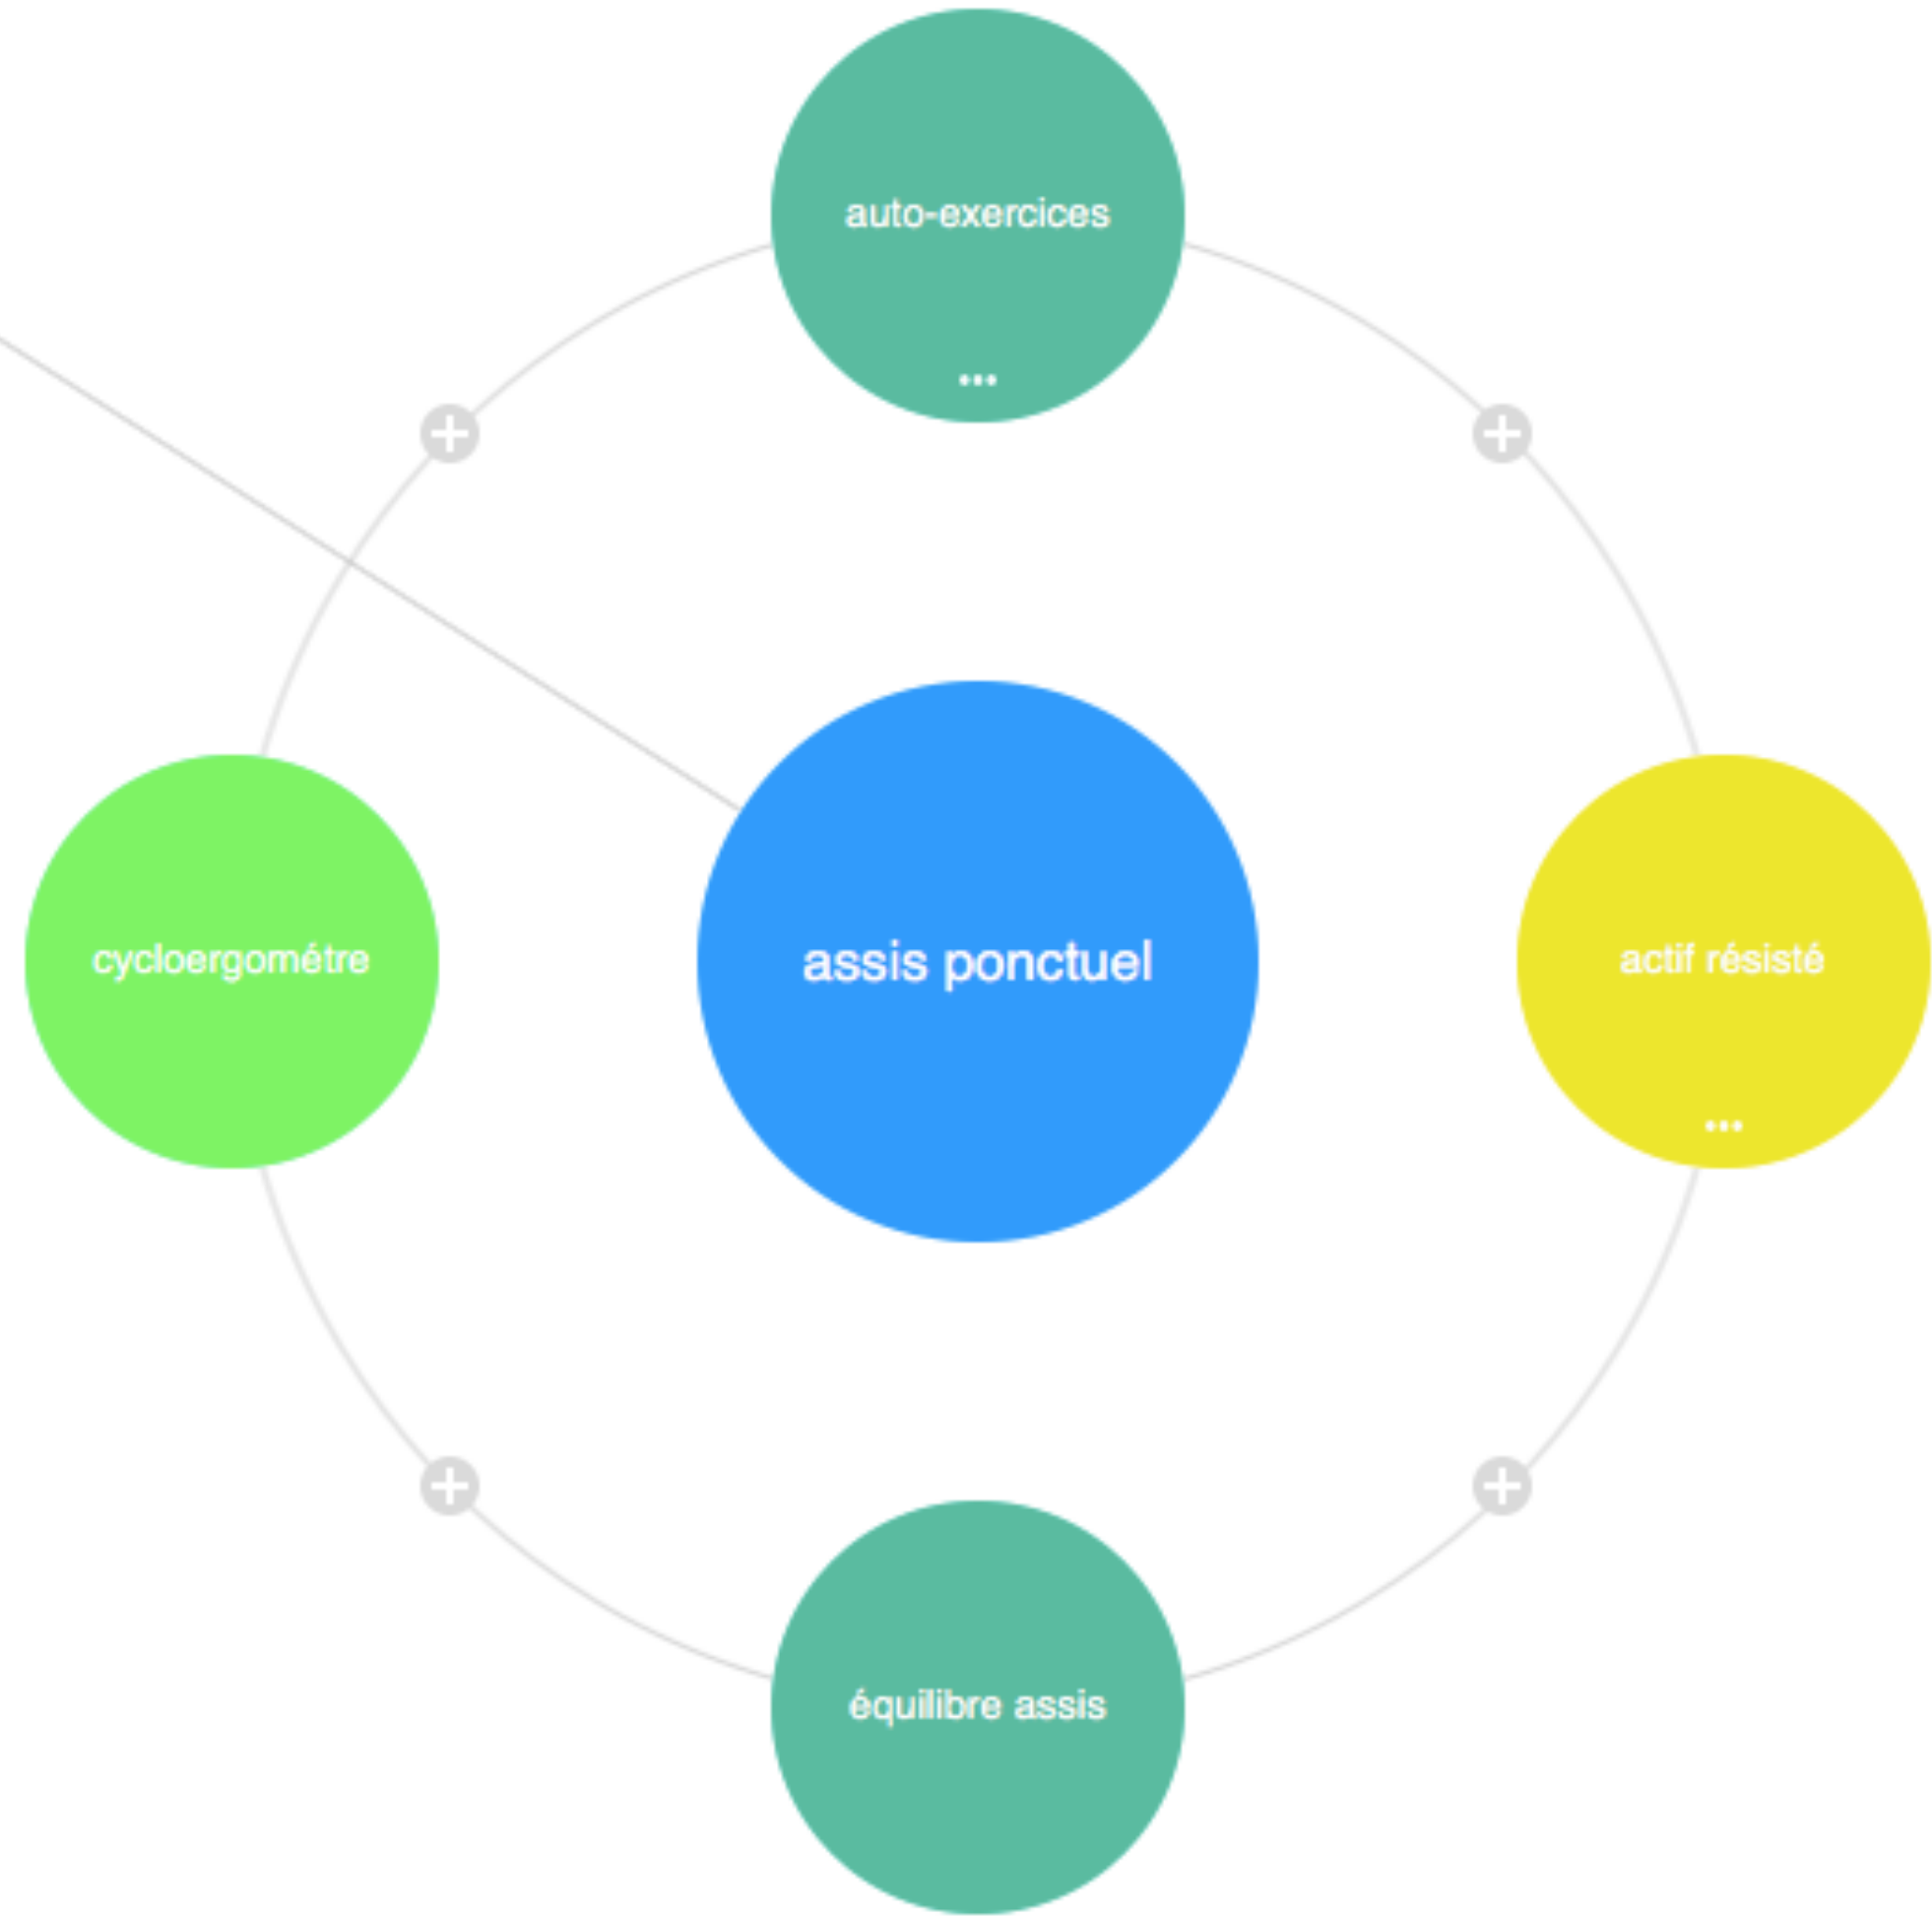 auto-exercices
...
cycloergométre
assis ponctuel
actif résisté
...
équilibre assis